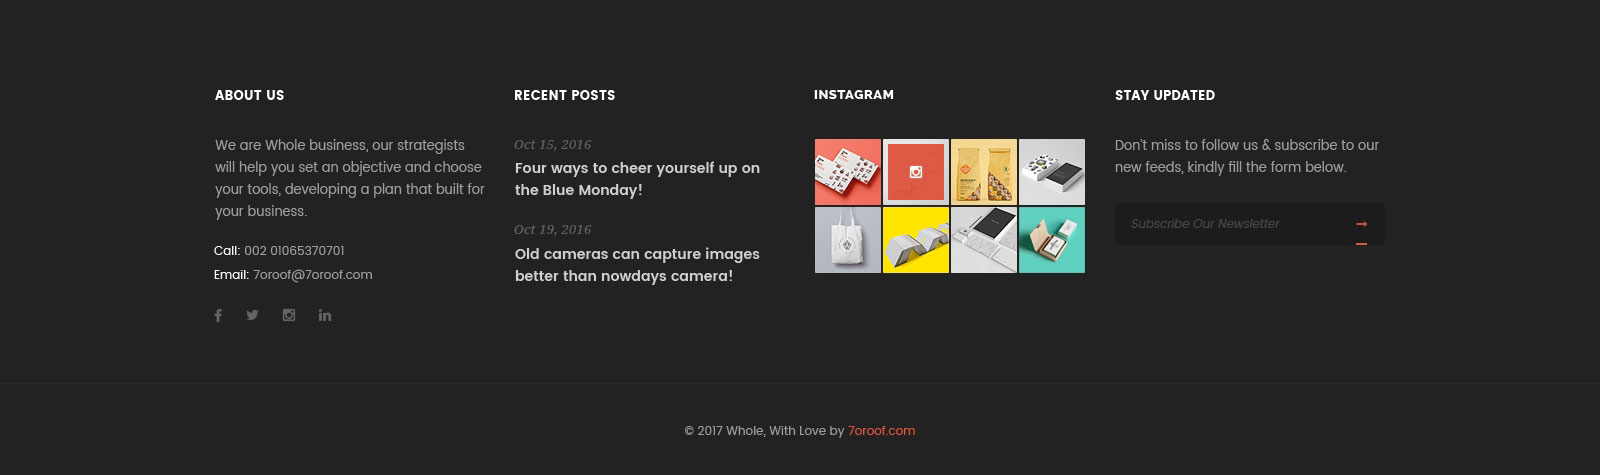 ABOUT US
We are Whole business, our strategists
will help you set an objective and choose
your tools, developing a plan that built for
your business.
Call: 002 01065370701
Email: 7oroof@7oroof.com
RECENT POSTS
Oct 15, 2016
Four ways to cheer yourself up on
the Blue Monday!
Oct 19, 2016
Old cameras can capture images
better than nowdays camera!
INSTAGRAM
STAY UPDATED
Don't miss to follow us & subscribe to our
new feeds, kindly fill the form below.
Subscribe Our Newsletter
© 2017 Whole, With Love by 7oroof.com